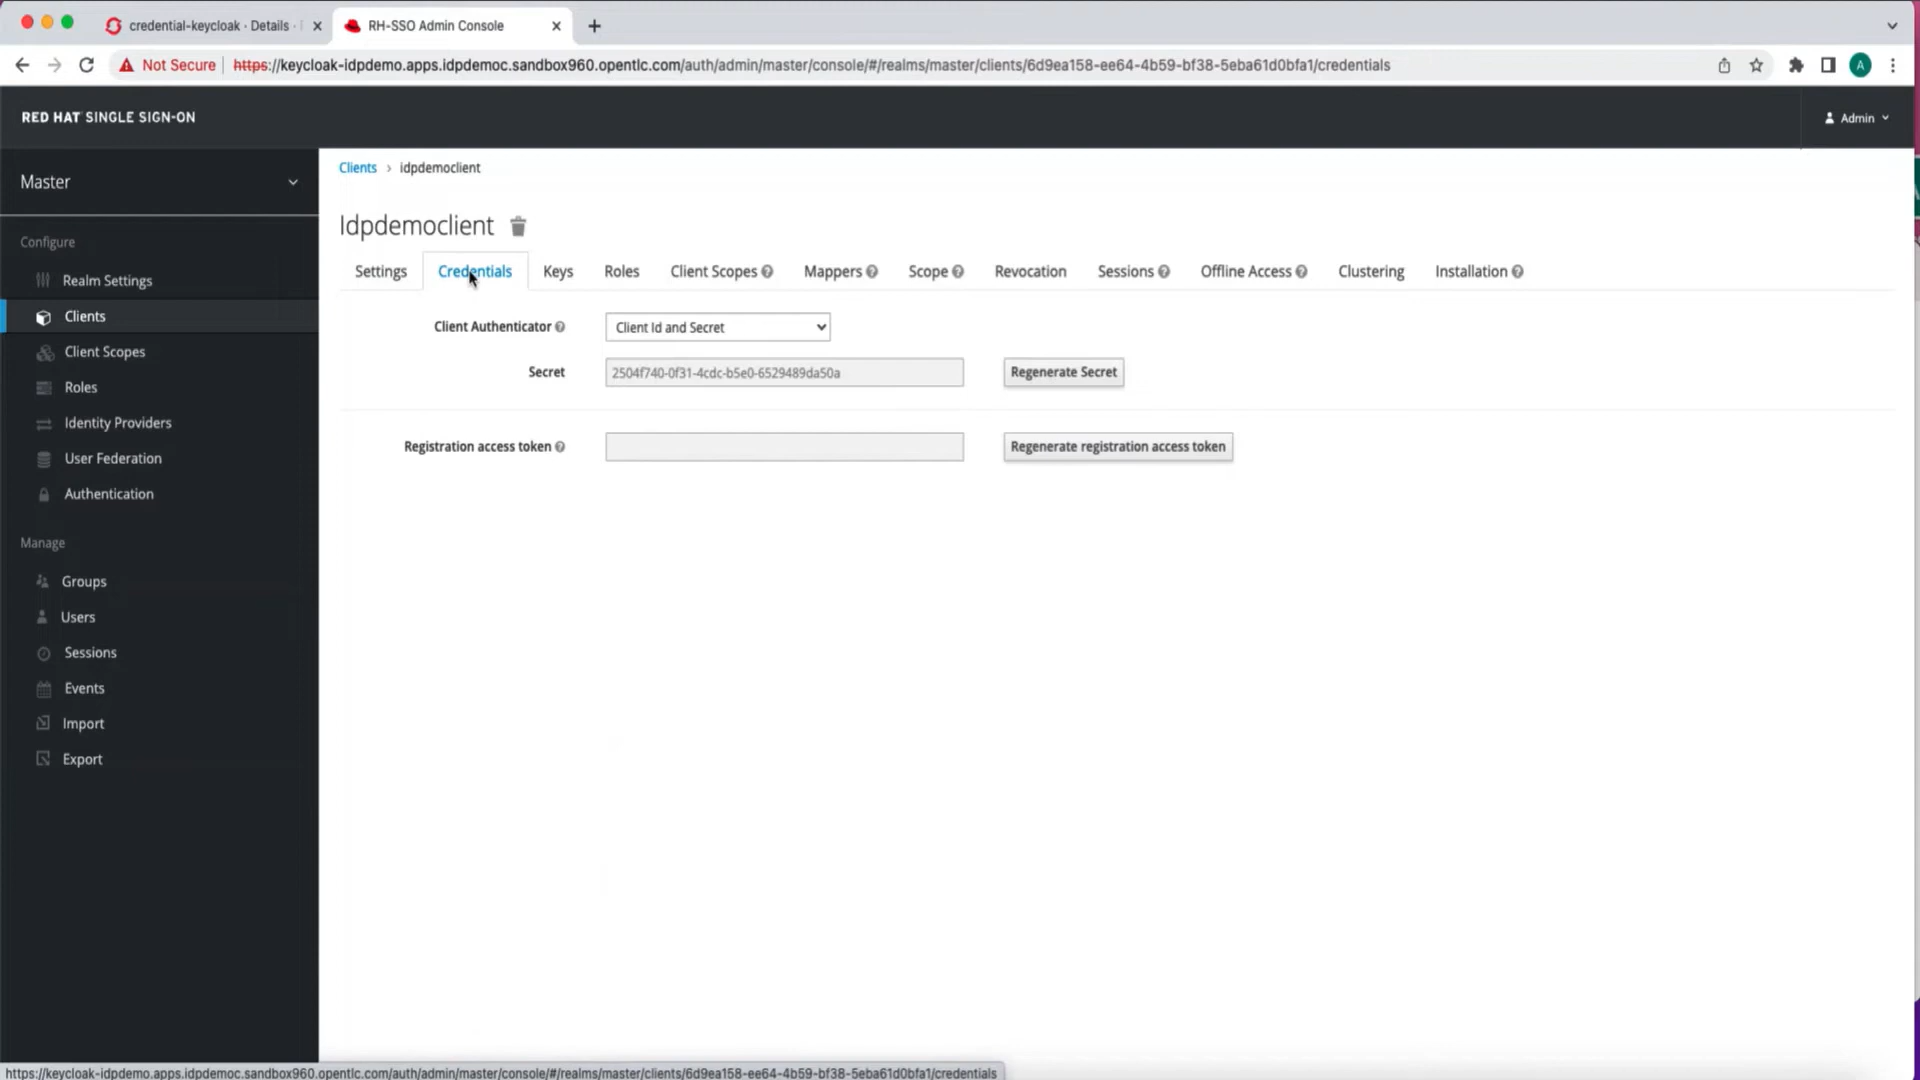 credential-keycloak · Details ·
RH-SSO Admin Console
Not Secure
https://keycloak-idpdemo.apps.idpdemoc.sandbox960.opentlc.com/auth/admin/master/console/#/realms/master/clients/6d9ea158-ee64-4b59-bf38-5eba61d0bfa1/credentials
A
RED HAT SINGLE SIGN-ON
Admin
Master
Clients > idpdemoclient
Idpdemoclient
Configure
Realm Settings
Clients
Client Scopes
Roles
Identity Providers
User Federation
Authentication
Manage
Groups
Users
Sessions
Events
Import
Export
Settings Credentials Keys Roles Client Scopes Mappers Scope Revocation Sessions Offline Access Clustering Installation
Client Authenticator Client Id and Secret
Secret 2504f740-0f31-4cdc-b5e0-6529489da50a Regenerate Secret
Registration access token Regenerate registration access token
https://keycloak-idpdemo.apps.idpdemoc.sandbox960.opentlc.com/auth/admin/master/console/#/realms/master/clients/6d9ea158-ee64-4b59-bf38-5eba61d0bfa1/credentials